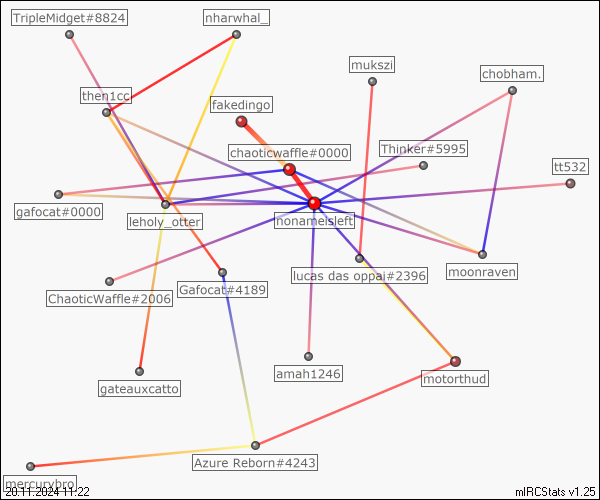 TripleMidget#8824
nharwhal_
mukszi
chobham.
then1cc
fakedingo
chaoticwaffle#0000
Thinker#5995
tt532
gafocat#0000
leholy_otter
nonameisleft
lucas das oppai#2396
moonraven
ChaoticWaffle#2006
Gafocat#4189
gateauxcatto
amah1246
motorthud
Azure Reborn#4243
mercurybro
20.11.2024 11:22
mIRCStats v1.25